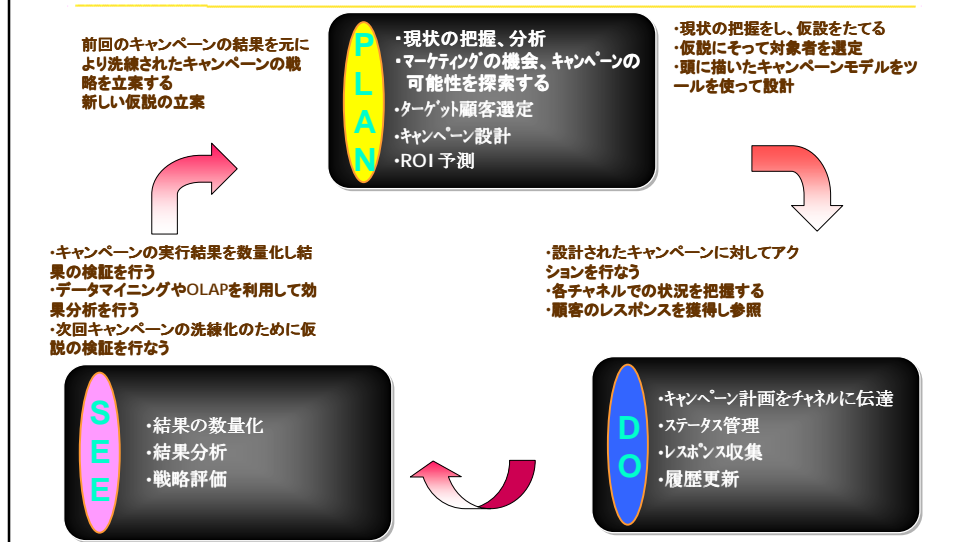 前回のキャンペーンの結果を元に
より洗練されたキャンペーンの戦
略を立案する
新しい仮説の立案
PLAN
・現状の把握、分析
・マーケティングの機会、キャンペーンの
可能性を探索する
・ターゲット顧客選定
・キャンペーン設計
・ROI予測
・現状の把握をし、仮設をたてる
・仮説にそって対象者を選定
・頭に描いたキャンペーンモデルをツ
ールを使って設計
・キャンペーンの実行結果を数量化し結
果の検証を行う
・データマイニングやOLAPを利用して効
果分析を行う
・次回キャンペーンの洗練化のために仮
説の検証を行なう
・設計されたキャンペーンに対してアク
ションを行なう
・各チャネルでの状況を把握する
・顧客のレスポンスを獲得し参照
SEE
・結果の数量化
・結果分析
・戦略評価
DO
・キャンペーン計画をチャネルに伝達
・ステータス管理
・レスポンス収集
・履歴更新